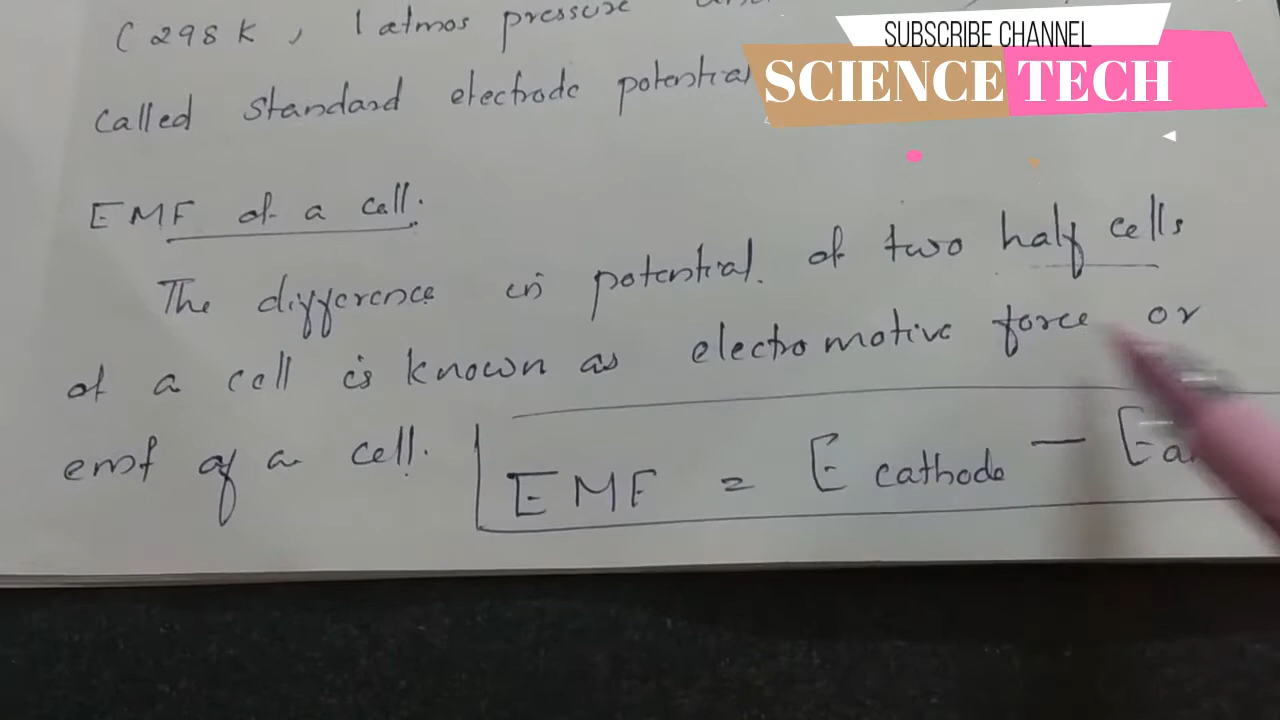 ( 298 K , 1 atmos pressure
called standard electrode potential
SUBSCRIBE CHANNEL
SCIENCE TECH
EMF of a cell.
The difference in potential. of two half cells
of a cell is known as electromotive force or
emf of a cell.
EMF = E cathode - E